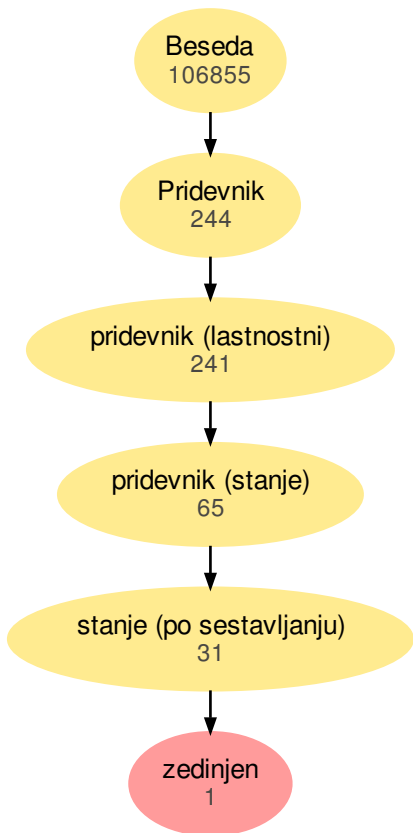 Beseda
106855
Pridevnik
244
pridevnik (lastnostni)
241
pridevnik (stanje)
65
stanje (po sestavljanju)
31
zedinjen
1